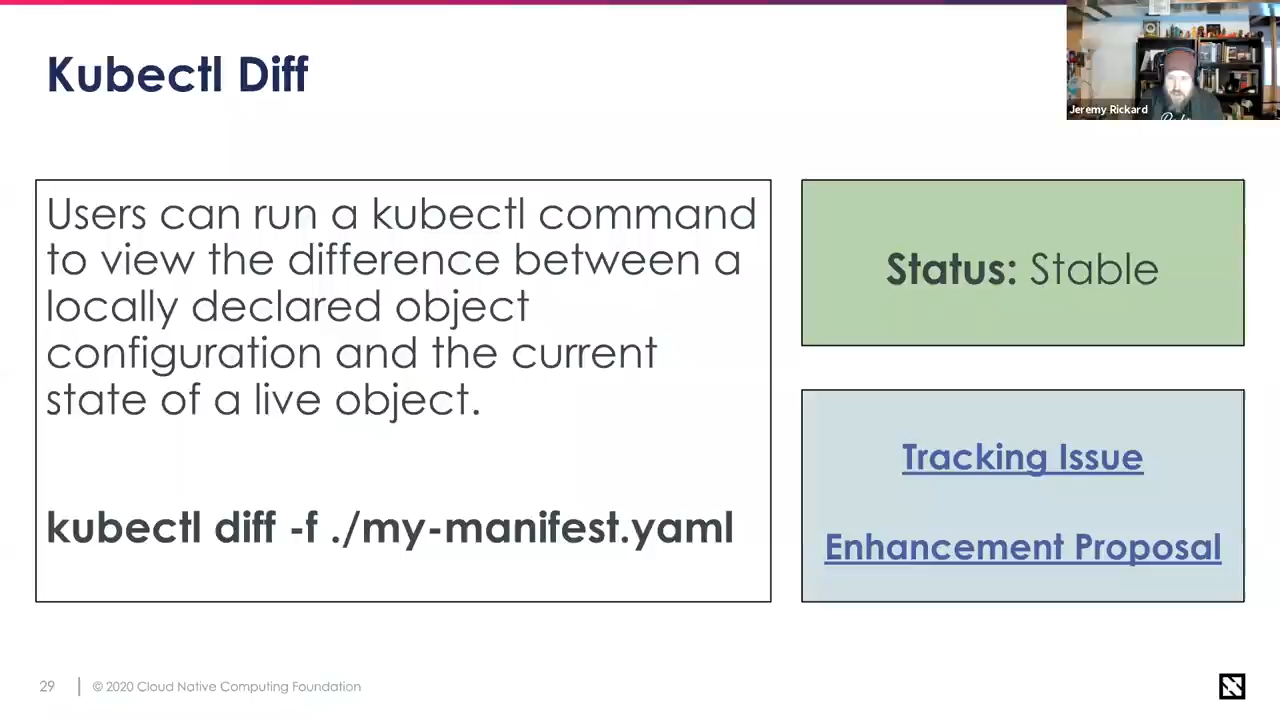 Kubectl Diff
Jeremy Rickard
Users can run a kubectl command
to view the difference between a
locally declared object
configuration and the current
state of a live object.
kubectl diff -f ./my-manifest.yaml
Status: Stable
Tracking Issue
Enhancement Proposal
29
© 2020 Cloud Native Computing Foundation